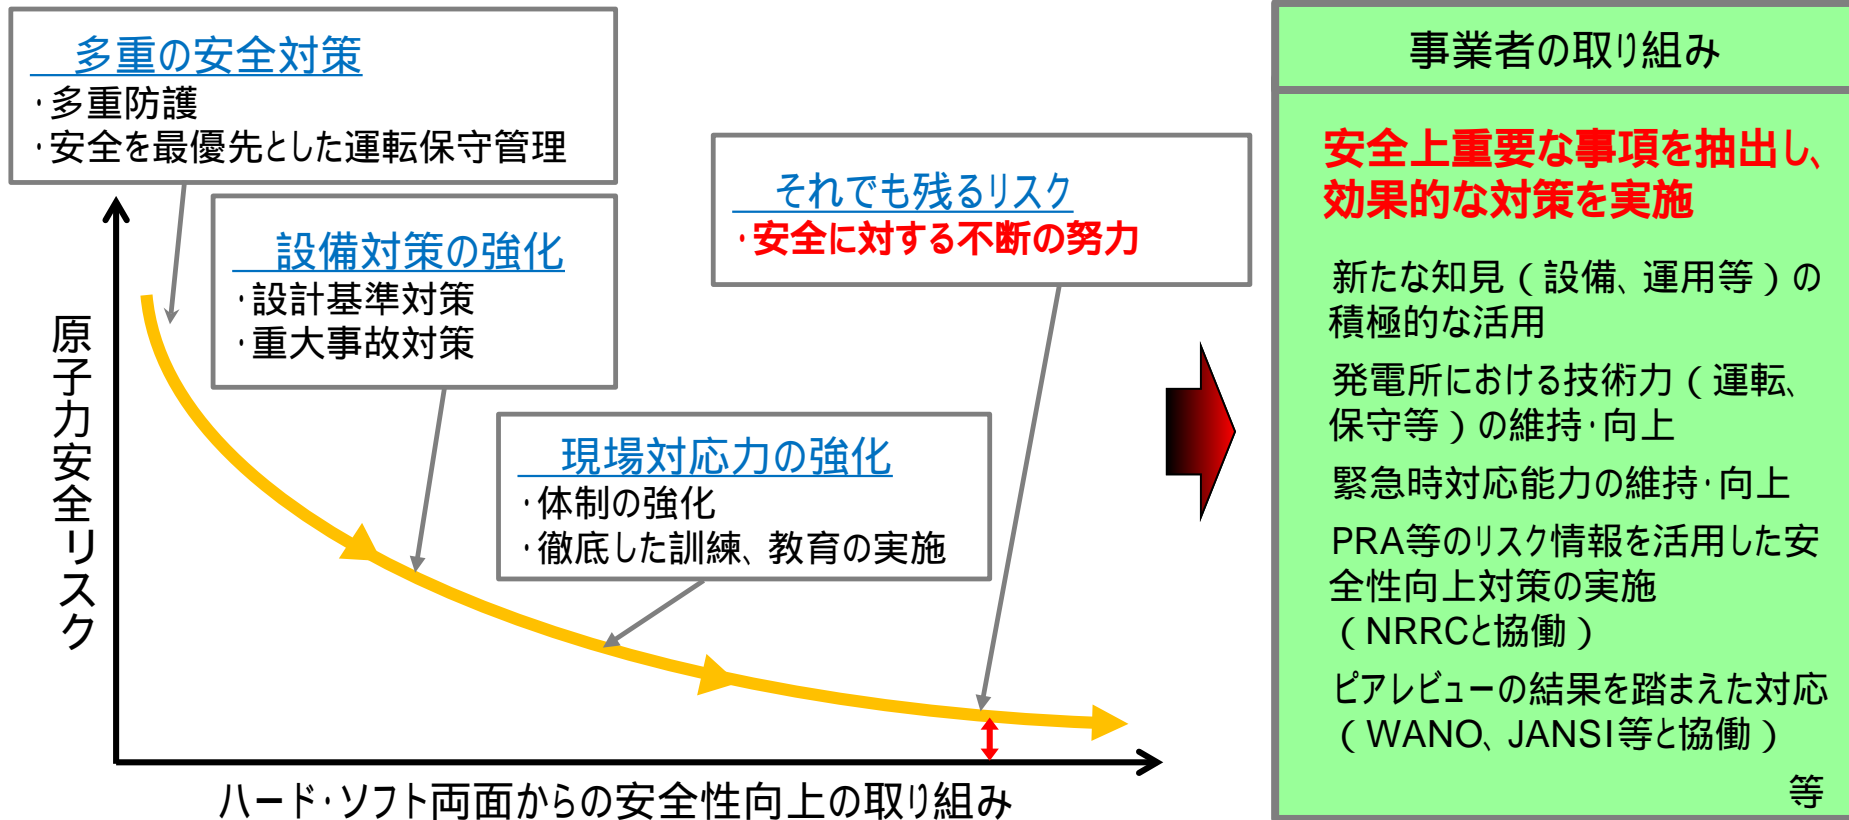 多重の安全対策
・多重防護
・安全を最優先とした運転保守管理
設備対策の強化
・設計基準対策
・重大事故対策
現場対応力の強化
・体制の強化
・徹底した訓練、教育の実施
それでも残るリスク
・安全に対する不断の努力
原子力安全リスク
ハード・ソフト両面からの安全性向上の取り組み
事業者の取り組み
安全上重要な事項を抽出し、
効果的な対策を実施
新たな知見（設備、運用等）の
積極的な活用
発電所における技術力（運転、
保守等）の維持・向上
緊急時対応能力の維持・向上
PRA等のリスク情報を活用した安
全性向上対策の実施
（NRRCと協働）
ピアレビューの結果を踏まえた対応
（WANO、JANSI等と協働）
等